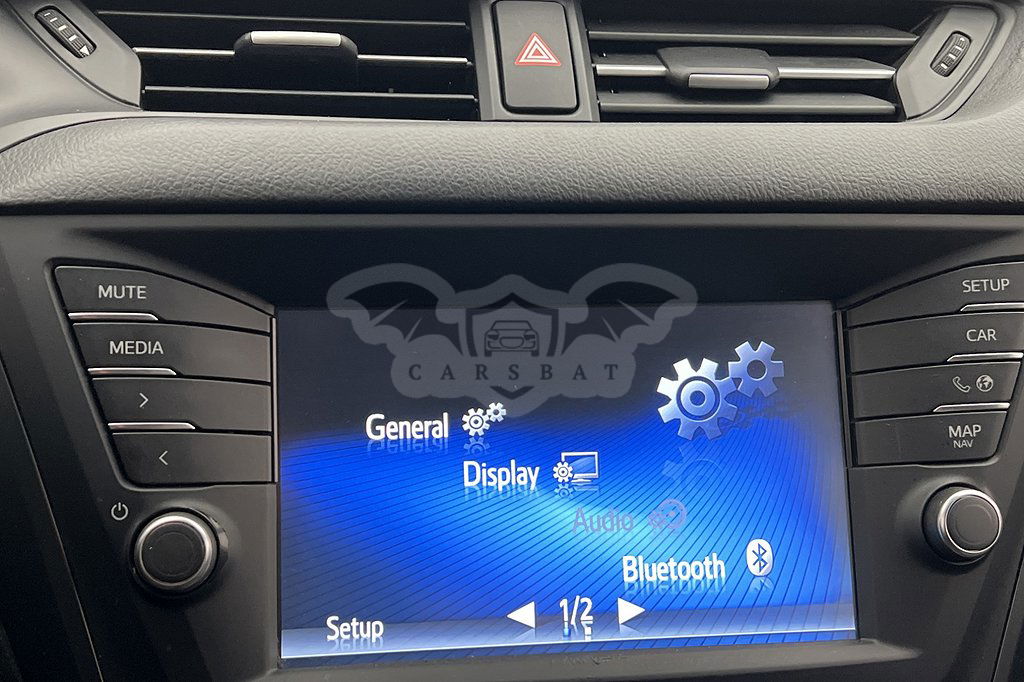 MUTE
MEDIA
SETUP
CAR
MAP
NAV
CARSBAT
General
Display
Audio
Bluetooth
1/2
Setup